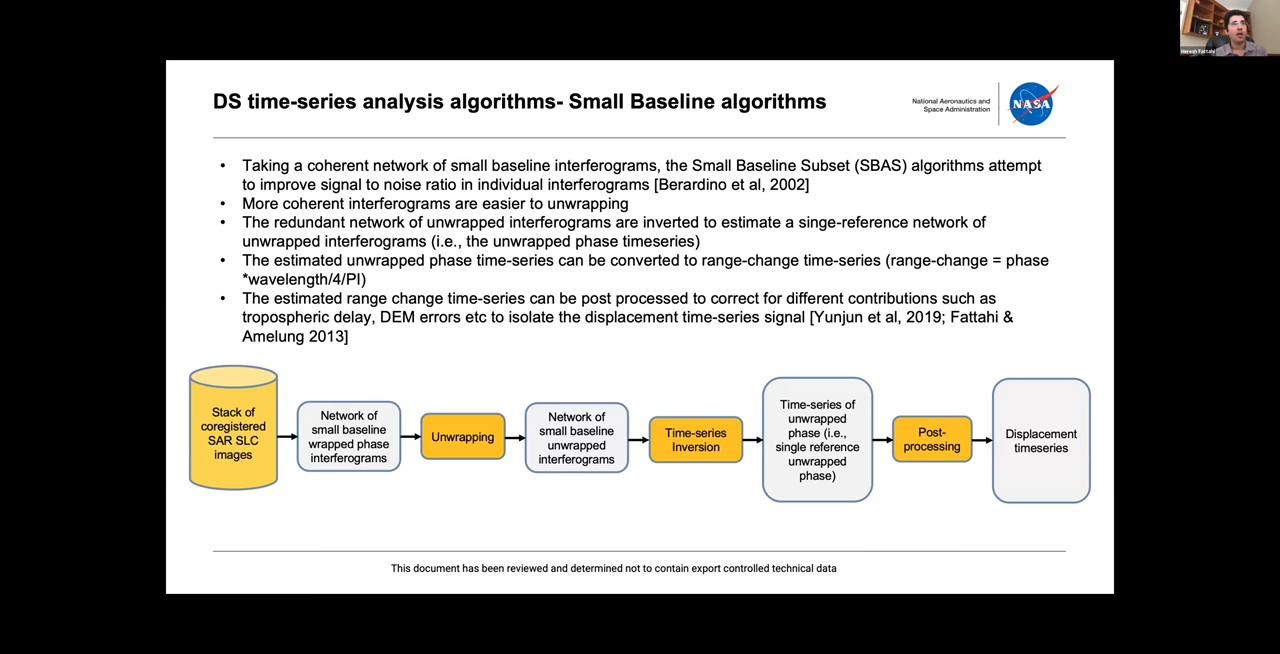 Heresh Fattahi
DS time-series analysis algorithms- Small Baseline algorithms
National Aeronautics and
Space Administration
NASA
• Taking a coherent network of small baseline interferograms, the Small Baseline Subset (SBAS) algorithms attempt
to improve signal to noise ratio in individual interferograms [Berardino et al, 2002]
• More coherent interferograms are easier to unwrapping
• The redundant network of unwrapped interferograms are inverted to estimate a singe-reference network of
unwrapped interferograms (i.e., the unwrapped phase timeseries)
• The estimated unwrapped phase time-series can be converted to range-change time-series (range-change = phase
*wavelength/4/PI)
• The estimated range change time-series can be post processed to correct for different contributions such as
tropospheric delay, DEM errors etc to isolate the displacement time-series signal [Yunjun et al, 2019; Fattahi &
Amelung 2013]
Stack of
coregistered
SAR SLC
images
Network of
small baseline
wrapped phase
interferograms
Unwrapping
Network of
small baseline
unwrapped
interferograms
Time-series
Inversion
Time-series of
unwrapped
phase (i.e.,
single reference
unwrapped
phase)
Post-
processing
Displacement
timeseries
This document has been reviewed and determined not to contain export controlled technical data